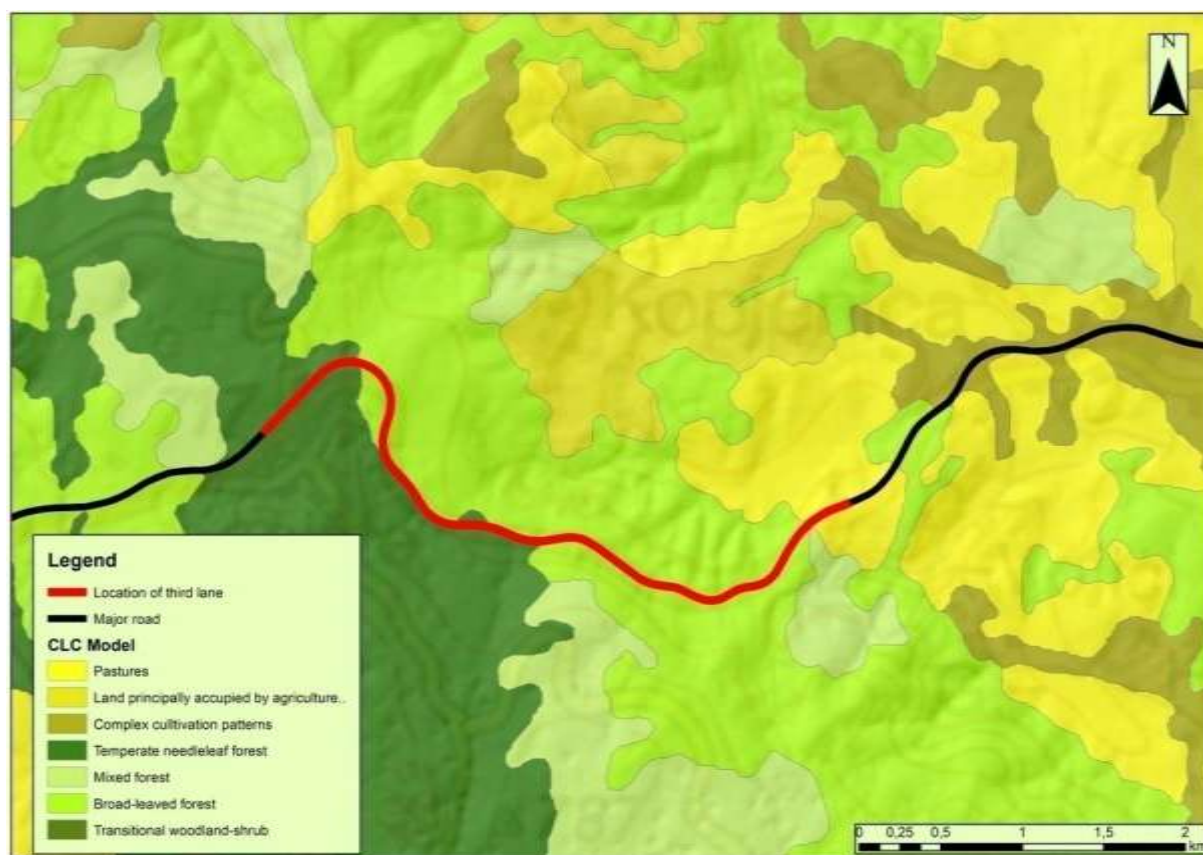 N
Legend
Location of third lane
Major road
CLC Model
Pastures
Land principally accupied by agriculture..
Complex culltivation patterns
Temperate needleleaf forest
Mixed forest
Broad-leaved forest
Transitional woodland-shrub
0 0,25 0,5 1 1,5 2